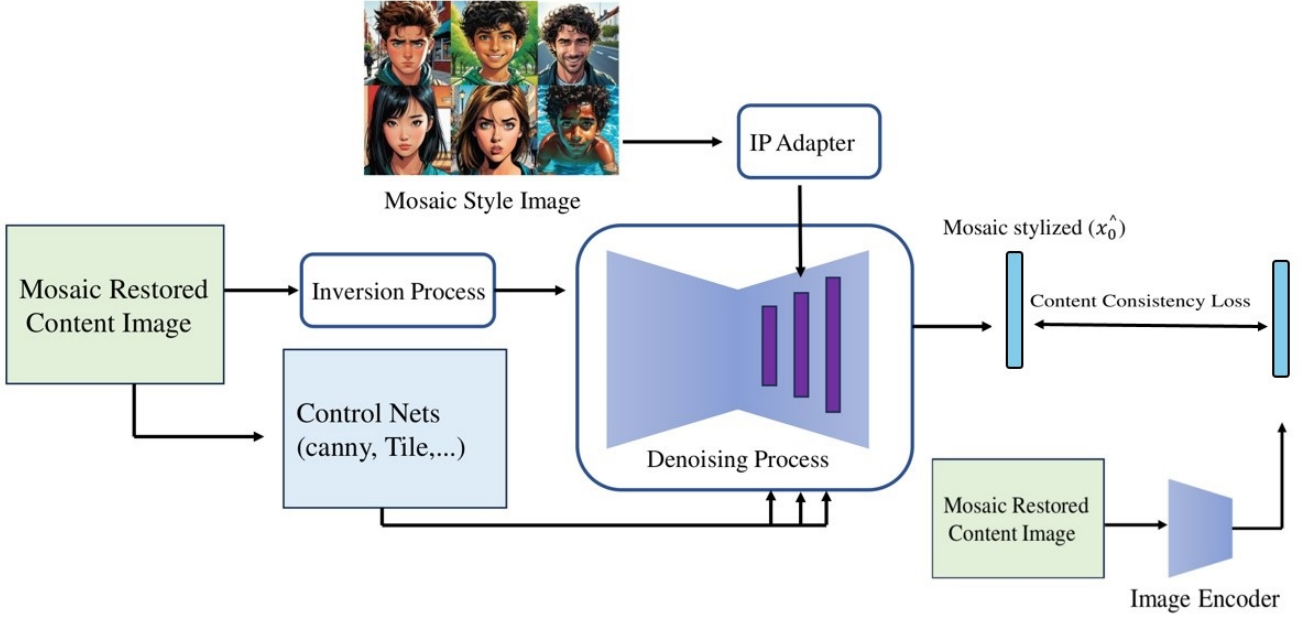 Mosaic Style Image
IP Adapter
Mosaic Restored
Content Image
Inversion Process
Control Nets
(canny, Tile,...)
Denoising Process
Mosaic stylized (x̂₀)
Content Consistency Loss
Mosaic Restored
Content Image
Image Encoder